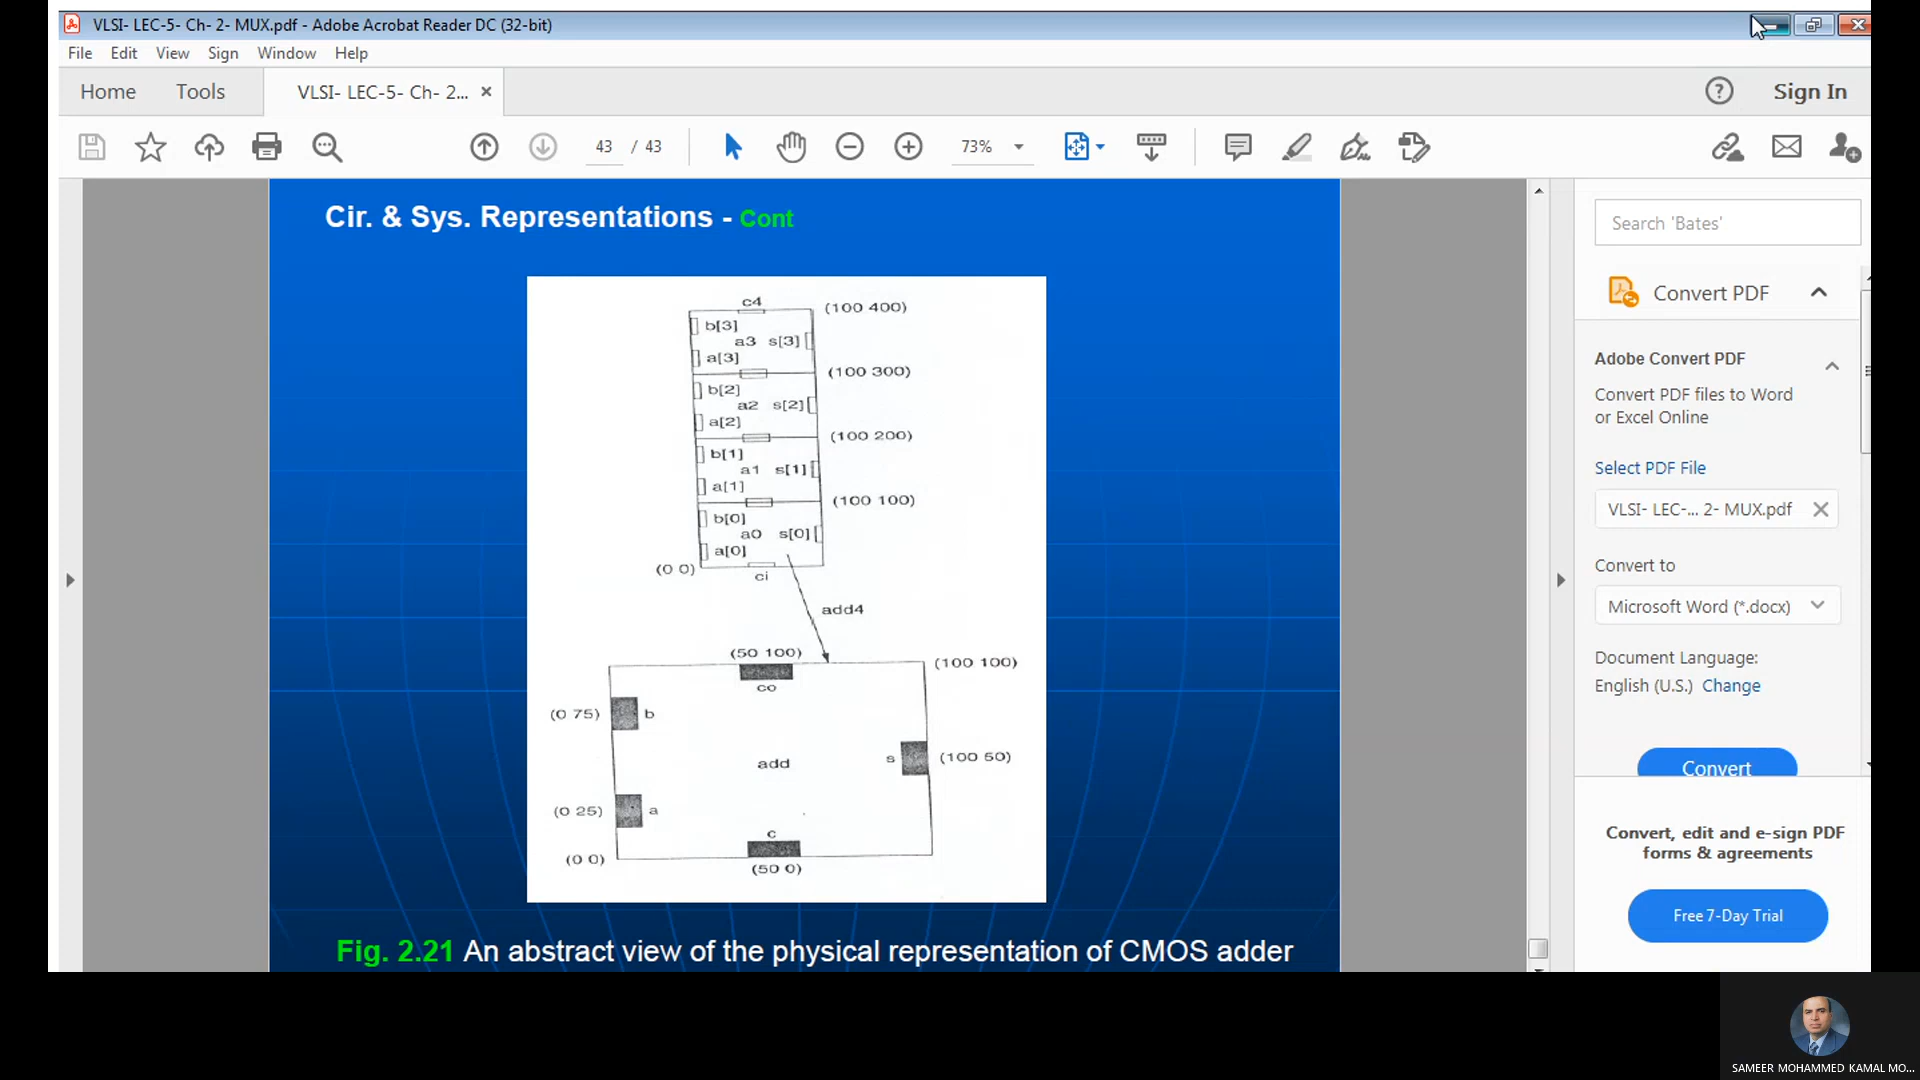 VLSI- LEC-5- Ch- 2- MUX.pdf - Adobe Acrobat Reader DC (32-bit)
File Edit View Sign Window Help
Home Tools VLSI- LEC-5- Ch- 2... Sign In
43 / 43 73%
Cir. & Sys. Representations - Cont
c4
(100 400)
b[3]
a3 s[3]
a[3]
(100 300)
b[2]
a2 s[2]
a[2]
(100 200)
b[1]
a1 s[1]
a[1]
(100 100)
b[0]
a0 s[0]
a[0]
(0 0)
ci
add4
(50 100)
(100 100)
co
(0 75) b
s (100 50)
add
(0 25) a
c
(0 0)
(50 0)
Fig. 2.21 An abstract view of the physical representation of CMOS adder
Search 'Bates'
Convert PDF
Adobe Convert PDF
Convert PDF files to Word
or Excel Online
Select PDF File
VLSI- LEC-... 2- MUX.pdf
Convert to
Microsoft Word (*.docx)
Document Language:
English (U.S.) Change
Convert
Convert, edit and e-sign PDF
forms & agreements
Free 7-Day Trial
SAMEER MOHAMMED KAMAL MO...